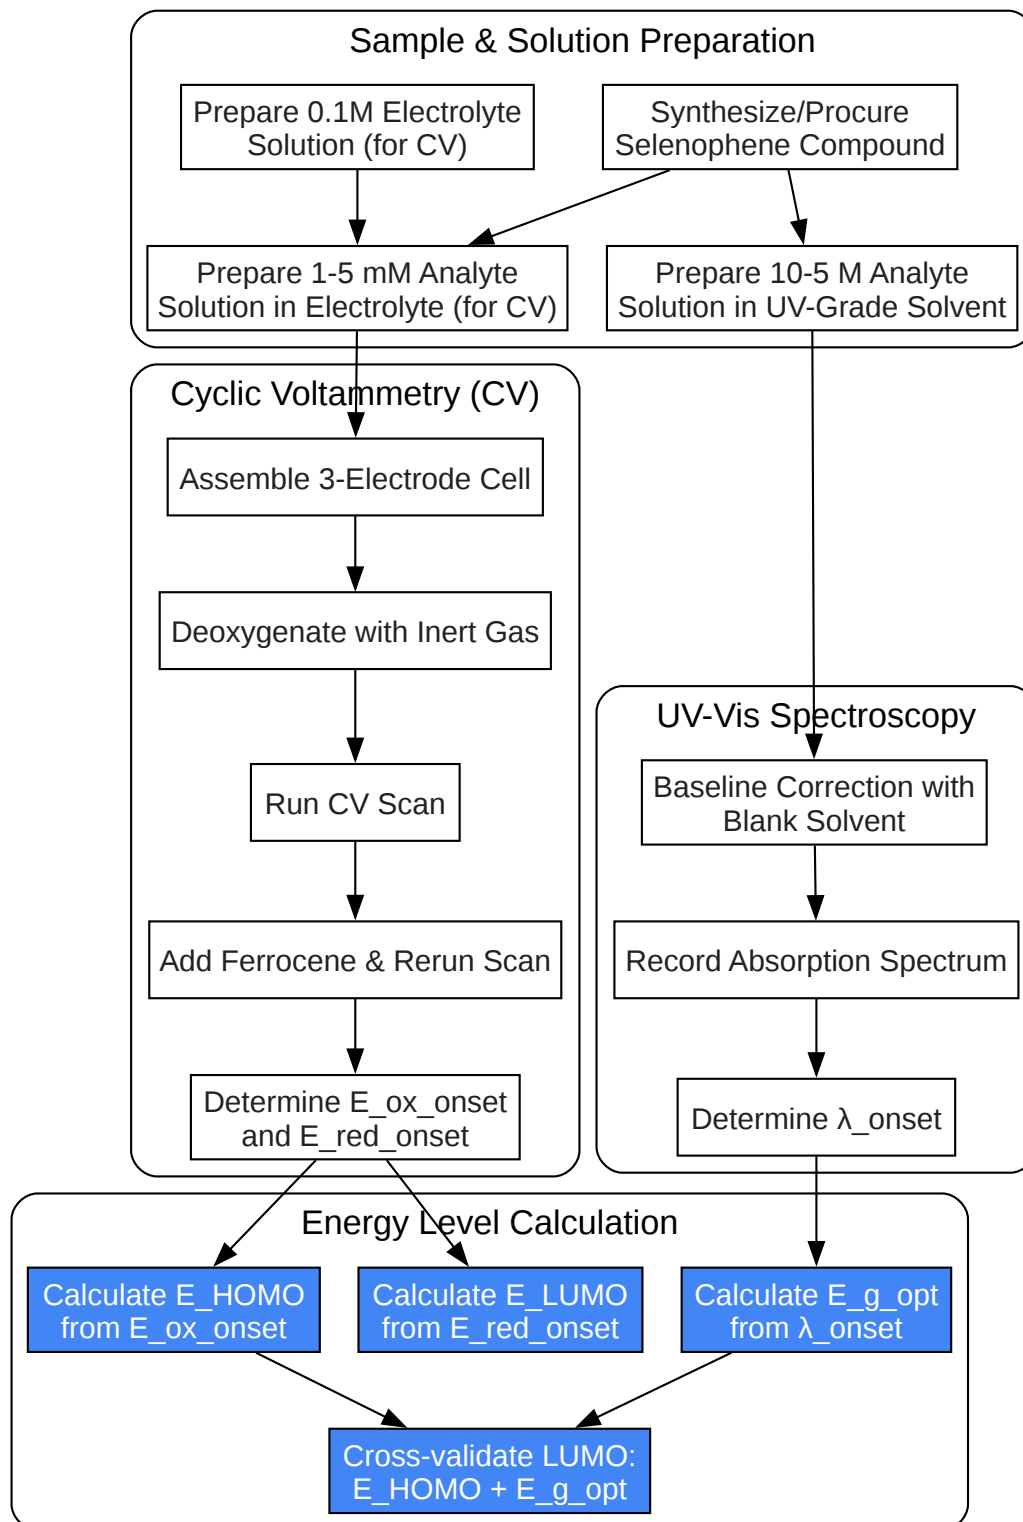 Sample & Solution Preparation
Prepare 0.1M Electrolyte
Solution (for CV)
Synthesize/Procure
Selenophene Compound
Prepare 1-5 mM Analyte
Solution in Electrolyte (for CV)
Prepare 10-5 M Analyte
Solution in UV-Grade Solvent
Cyclic Voltammetry (CV)
Assemble 3-Electrode Cell
Deoxygenate with Inert Gas
Run CV Scan
Add Ferrocene & Rerun Scan
Determine E_ox_onset
and E_red_onset
UV-Vis Spectroscopy
Baseline Correction with
Blank Solvent
Record Absorption Spectrum
Determine λ_onset
Energy Level Calculation
Calculate E_HOMO
from E_ox_onset
Calculate E_LUMO
from E_red_onset
Calculate E_g_opt
from λ_onset
Cross-validate LUMO:
E_HOMO + E_g_opt